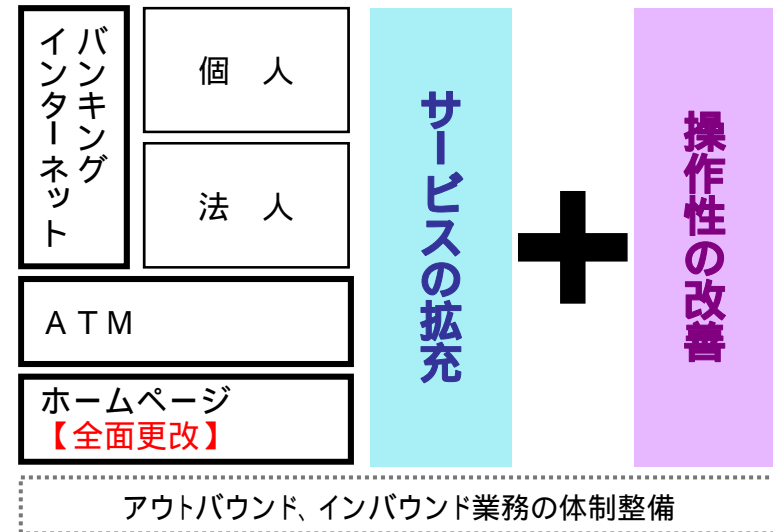 インターネット
バンキング
個　人
法　人
ＡＴＭ
ホームページ
【全面更改】
サービスの拡充
＋
操作性の改善
アウトバウンド、インバウンド業務の体制整備